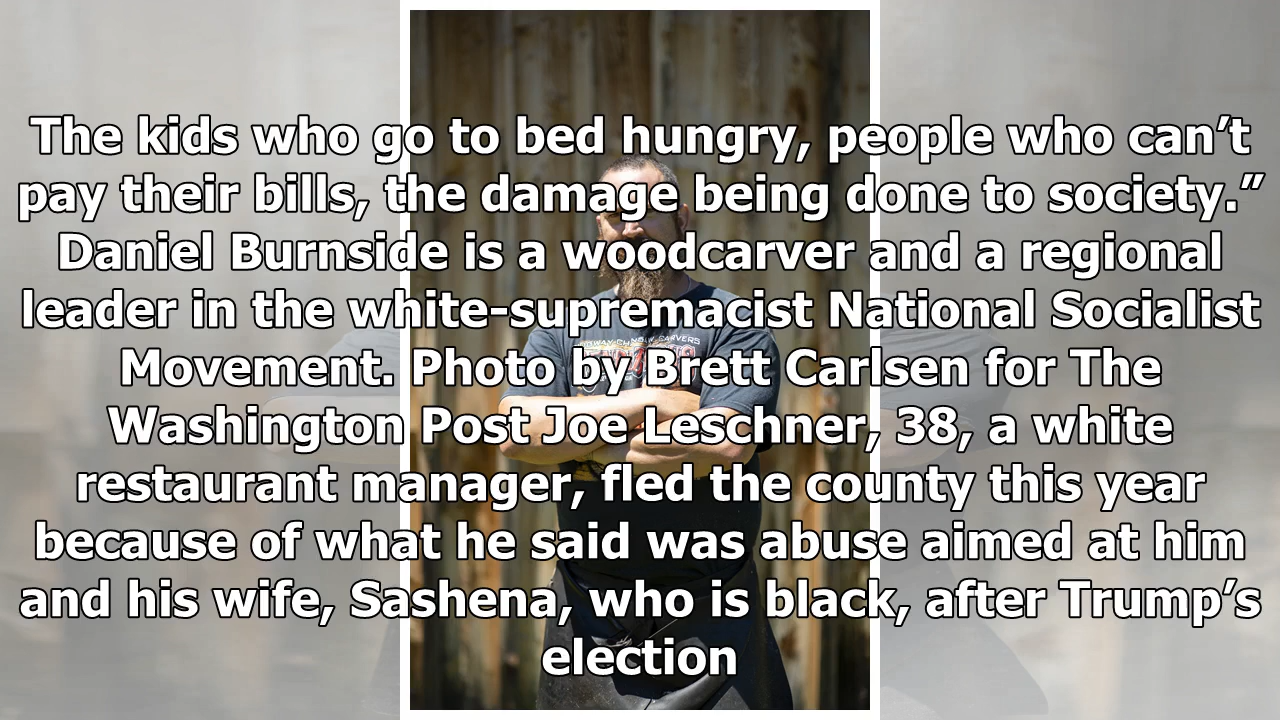 The kids who go to bed hungry, people who can’t
pay their bills, the damage being done to society.”
Daniel Burnside is a woodcarver and a regional
leader in the white-supremacist National Socialist
Movement. Photo by Brett Carlsen for The
Washington Post Joe Leschner, 38, a white
restaurant manager, fled the county this year
because of what he said was abuse aimed at him
and his wife, Sashena, who is black, after Trump’s
election